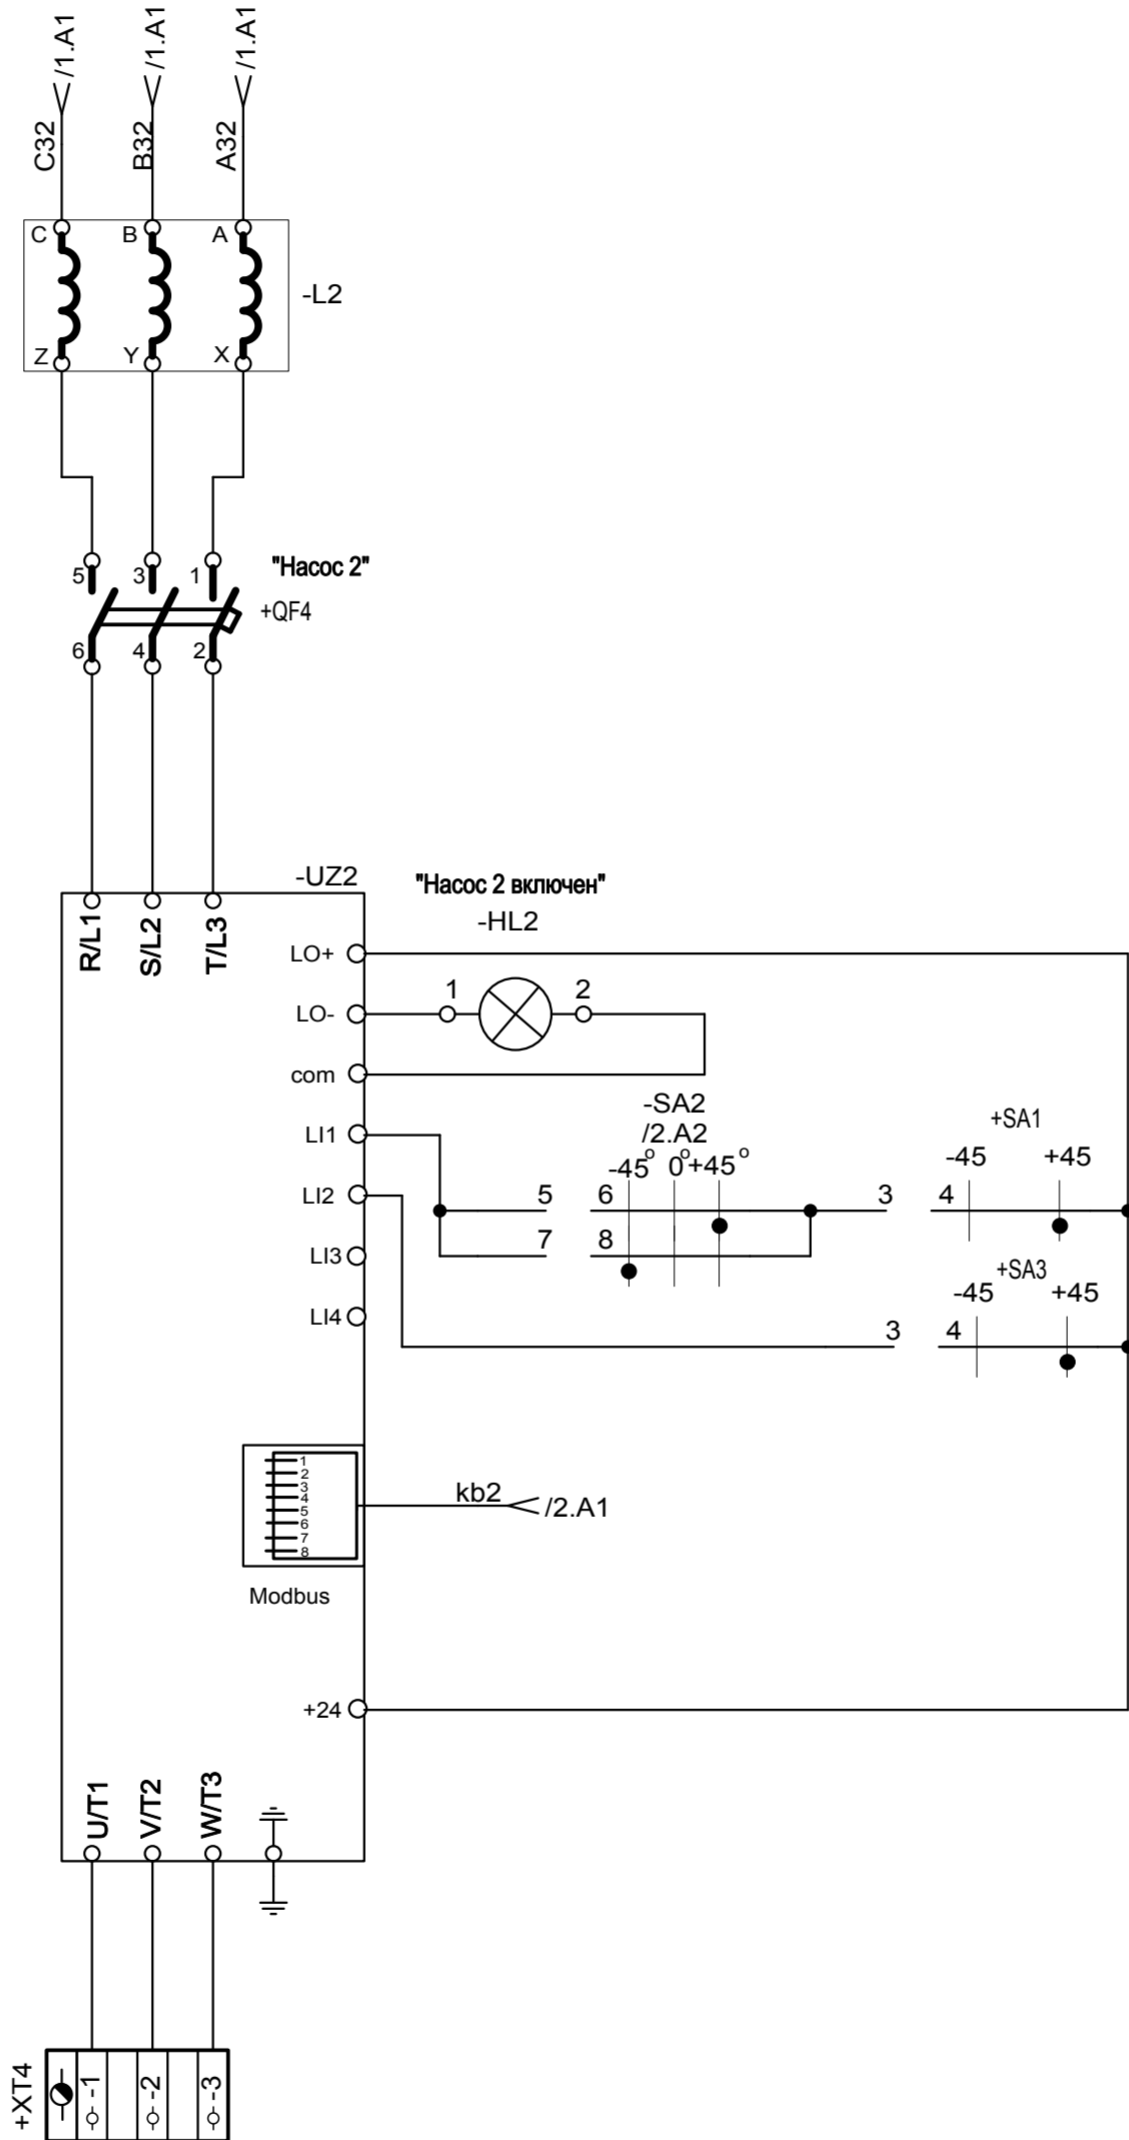 /1.A1 /1.A1 /1.A1
C32 B32 A32
C B A
-L2
Z Y X
"Насос 2"
5 3 1
+QF4
6 4 2
-UZ2
"Насос 2 включен"
-HL2
R/L1 S/L2 T/L3
LO+
1 2
LO-
com
-SA2
/2.A2
+SA1
LI1
-45° 0°+45°
-45 +45
LI2
5 6 3 4
7 8
LI3
+SA3
-45 +45
LI4
3 4
1
2
3
4
5
6
7
8
kb2 /2.A1
Modbus
+24
U/T1 V/T2 W/T3
+XT4
-1 -2 -3